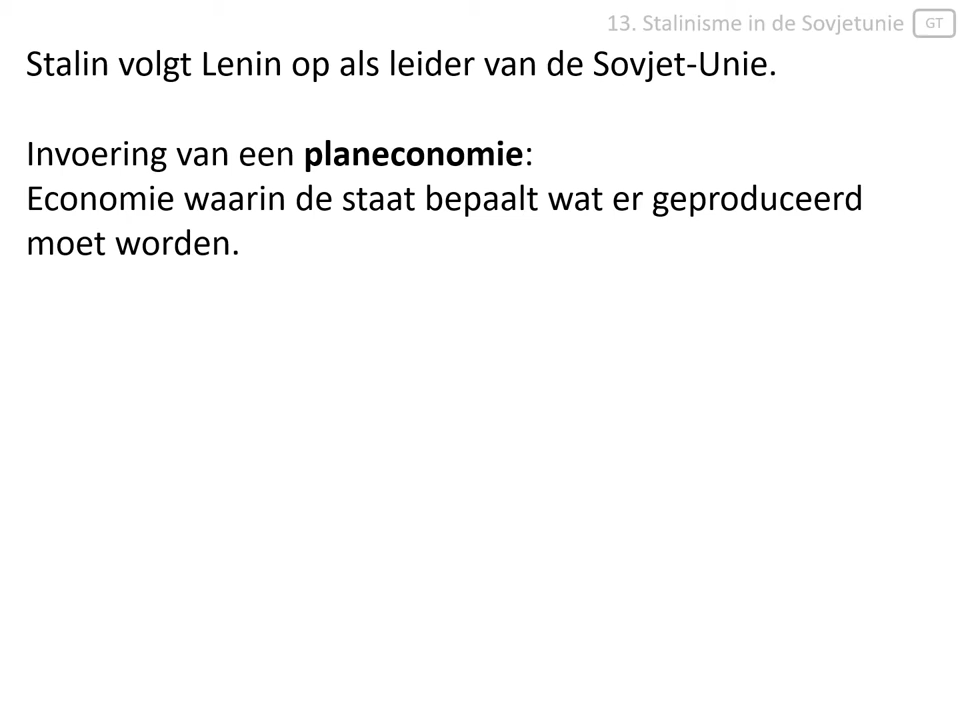 13. Stalinisme in de Sovjetunie GT
Stalin volgt Lenin op als leider van de Sovjet-Unie.
Invoering van een planeconomie:
Economie waarin de staat bepaalt wat er geproduceerd
moet worden.